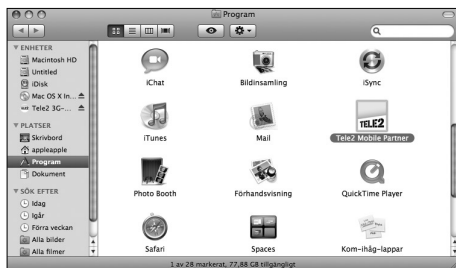 Program
ENHETER
Macintosh HD
Untitled
iDisk
Mac OS X In...
Tele2 3G-...
PLATSER
Skrivbord
appleapple
Program
Dokument
SÖK EFTER
Idag
Igår
Förra veckan
Alla bilder
Alla filmer
iChat
Bildinsamling
iSync
iTunes
Mail
TELE2
Tele2 Mobile Partner
Photo Booth
Förhandsvisning
QuickTime Player
Safari
Spaces
Kom-ihåg-lappar
1 av 28 markerat, 77,88 GB tillgängligt